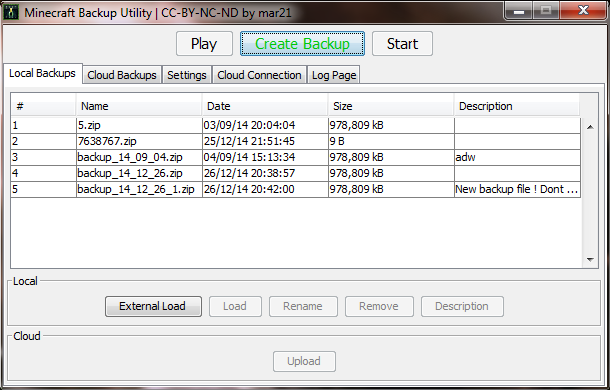 Minecraft Backup Utility | CC-BY-NC-ND by mar21
Play Create Backup Start
Local Backups Cloud Backups Settings Cloud Connection Log Page
# Name Date Size Description
1 5.zip 03/09/14 20:04:04 978,809 kB
2 7638767.zip 25/12/14 21:51:45 9 B
3 backup_14_09_04.zip 04/09/14 15:13:34 978,809 kB adw
4 backup_14_12_26.zip 26/12/14 20:38:57 978,809 kB
5 backup_14_12_26_1.zip 26/12/14 20:42:00 978,809 kB New backup file ! Dont ...
Local
External Load Load Rename Remove Description
Cloud
Upload